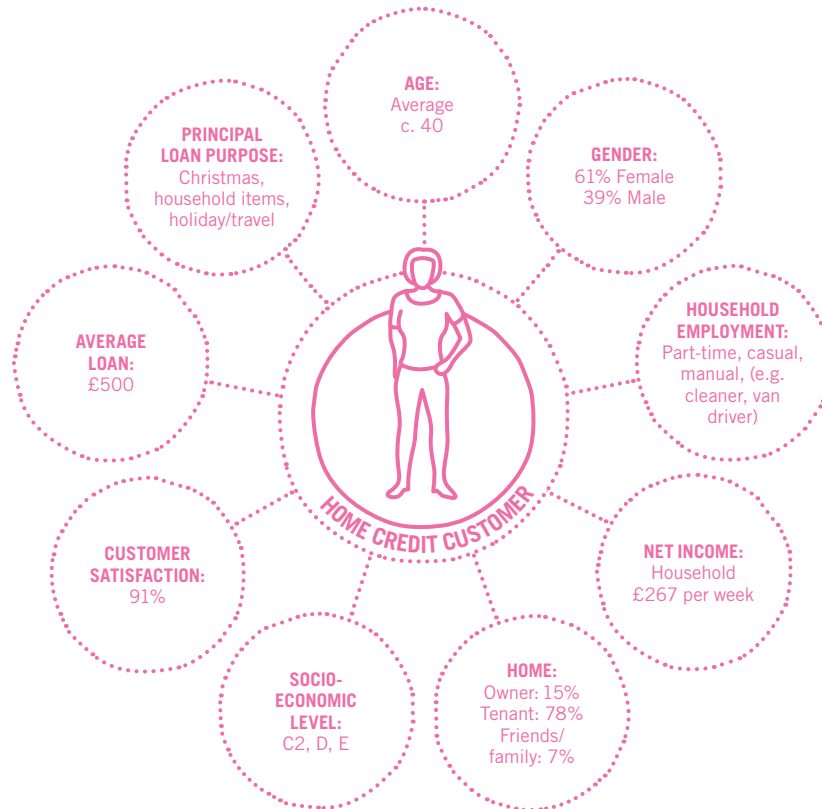 AGE:
Average
c. 40
GENDER:
61% Female
39% Male
HOUSEHOLD
EMPLOYMENT:
Part-time, casual,
manual, (e.g.
cleaner, van
driver)
NET INCOME:
Household
£267 per week
HOME:
Owner: 15%
Tenant: 78%
Friends/
family: 7%
SOCIO-
ECONOMIC
LEVEL:
C2, D, E
CUSTOMER
SATISFACTION:
91%
AVERAGE
LOAN:
£500
PRINCIPAL
LOAN PURPOSE:
Christmas,
household items,
holiday/travel
HOME CREDIT CUSTOMER